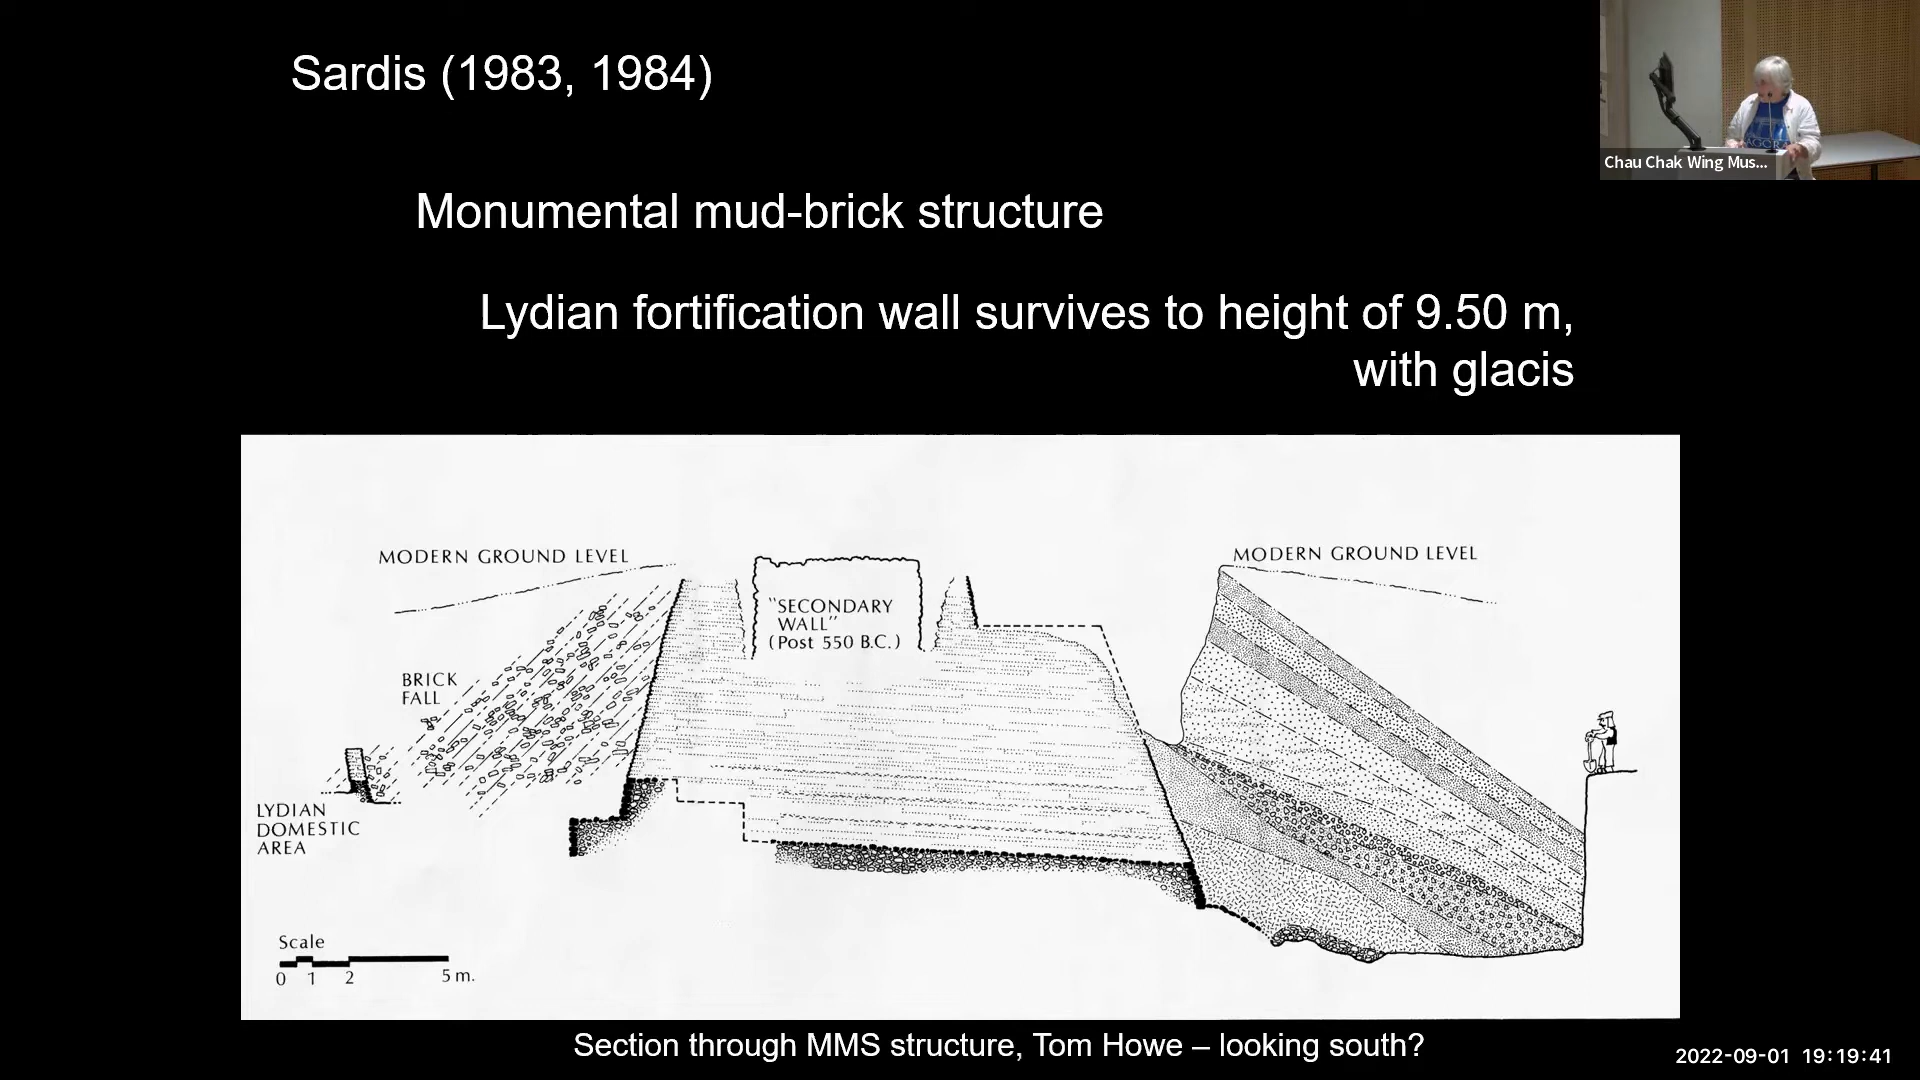 Sardis (1983, 1984)
Chau Chak Wing Mus...
AGORA
Monumental mud-brick structure
Lydian fortification wall survives to height of 9.50 m,
with glacis
MODERN GROUND LEVEL
MODERN GROUND LEVEL
"SECONDARY
WALL"
(Post 550 B.C.)
BRICK
FALL
LYDIAN
DOMESTIC
AREA
Scale
0 1 2 5 m.
Section through MMS structure, Tom Howe – looking south?
2022-09-01 19:19:41